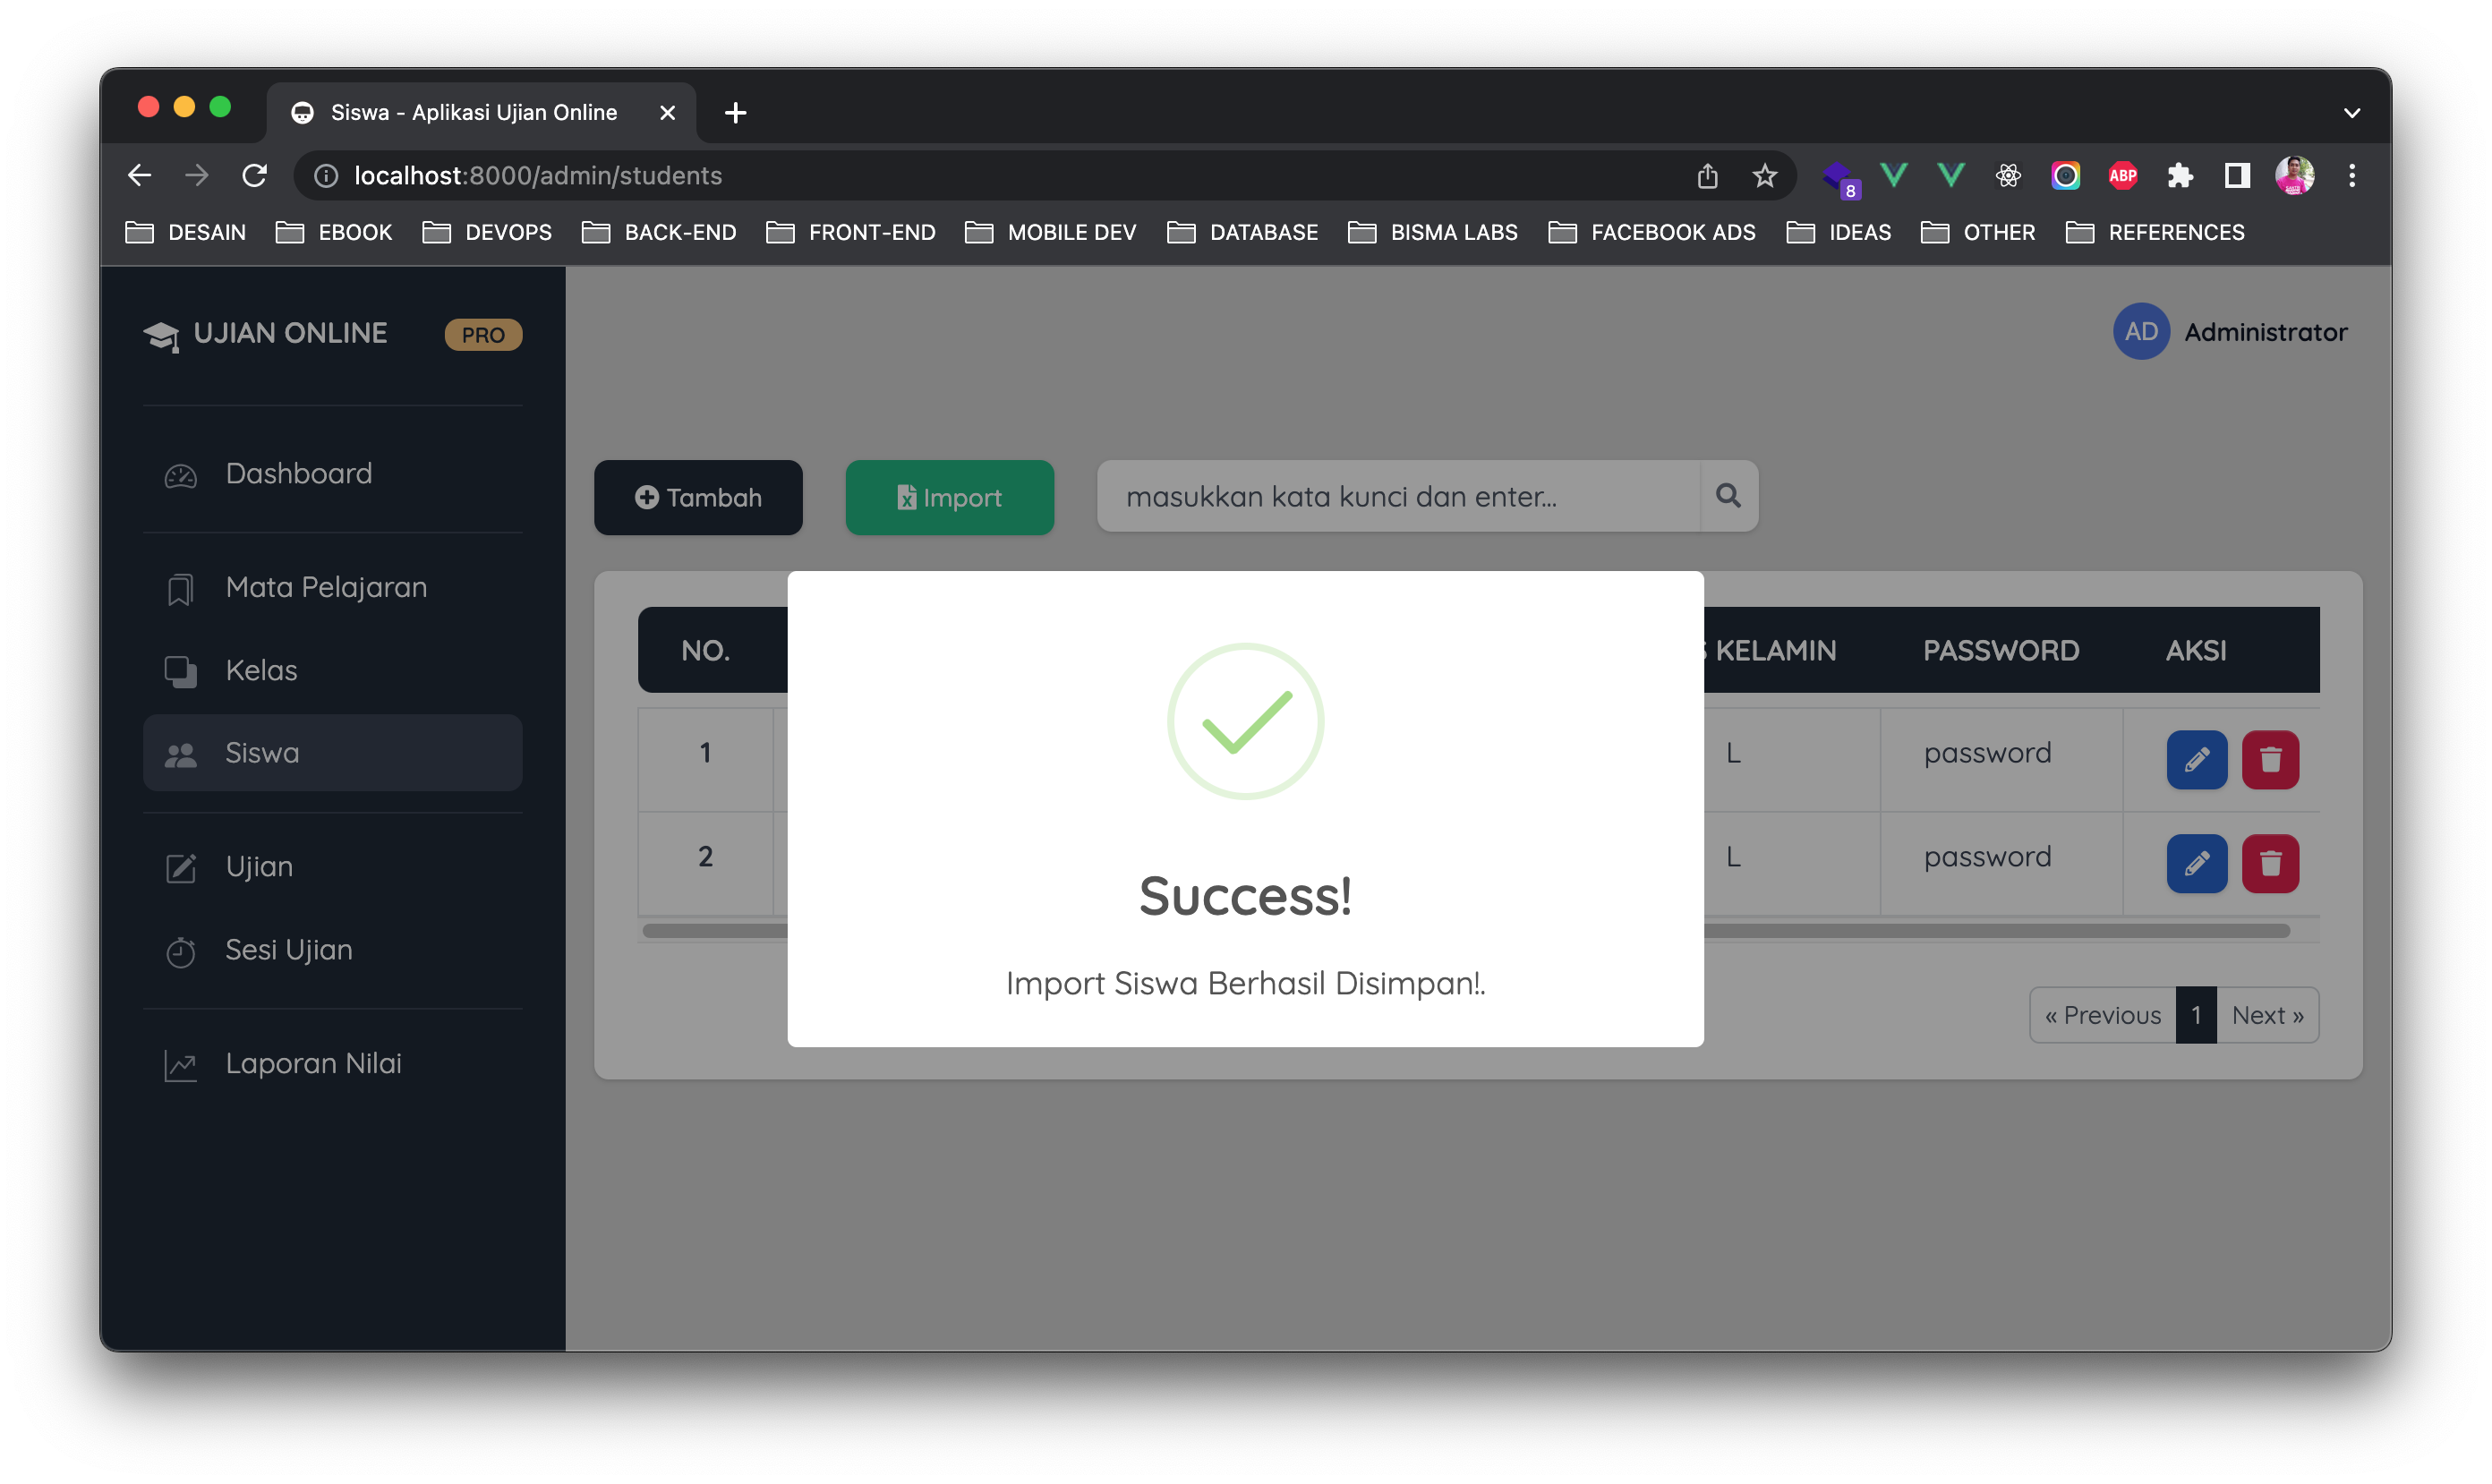 Siswa - Aplikasi Ujian Online
localhost:8000/admin/students
8
ABP
DESAIN EBOOK DEVOPS BACK-END FRONT-END MOBILE DEV DATABASE BISMA LABS FACEBOOK ADS IDEAS OTHER REFERENCES
UJIAN ONLINE PRO
AD Administrator
Dashboard
Mata Pelajaran
Kelas
Siswa
Ujian
Sesi Ujian
Laporan Nilai
Tambah Import masukkan kata kunci dan enter...
NO. KELAMIN PASSWORD AKSI
1 L password
2 L password
Success!
Import Siswa Berhasil Disimpan!.
« Previous 1 Next »